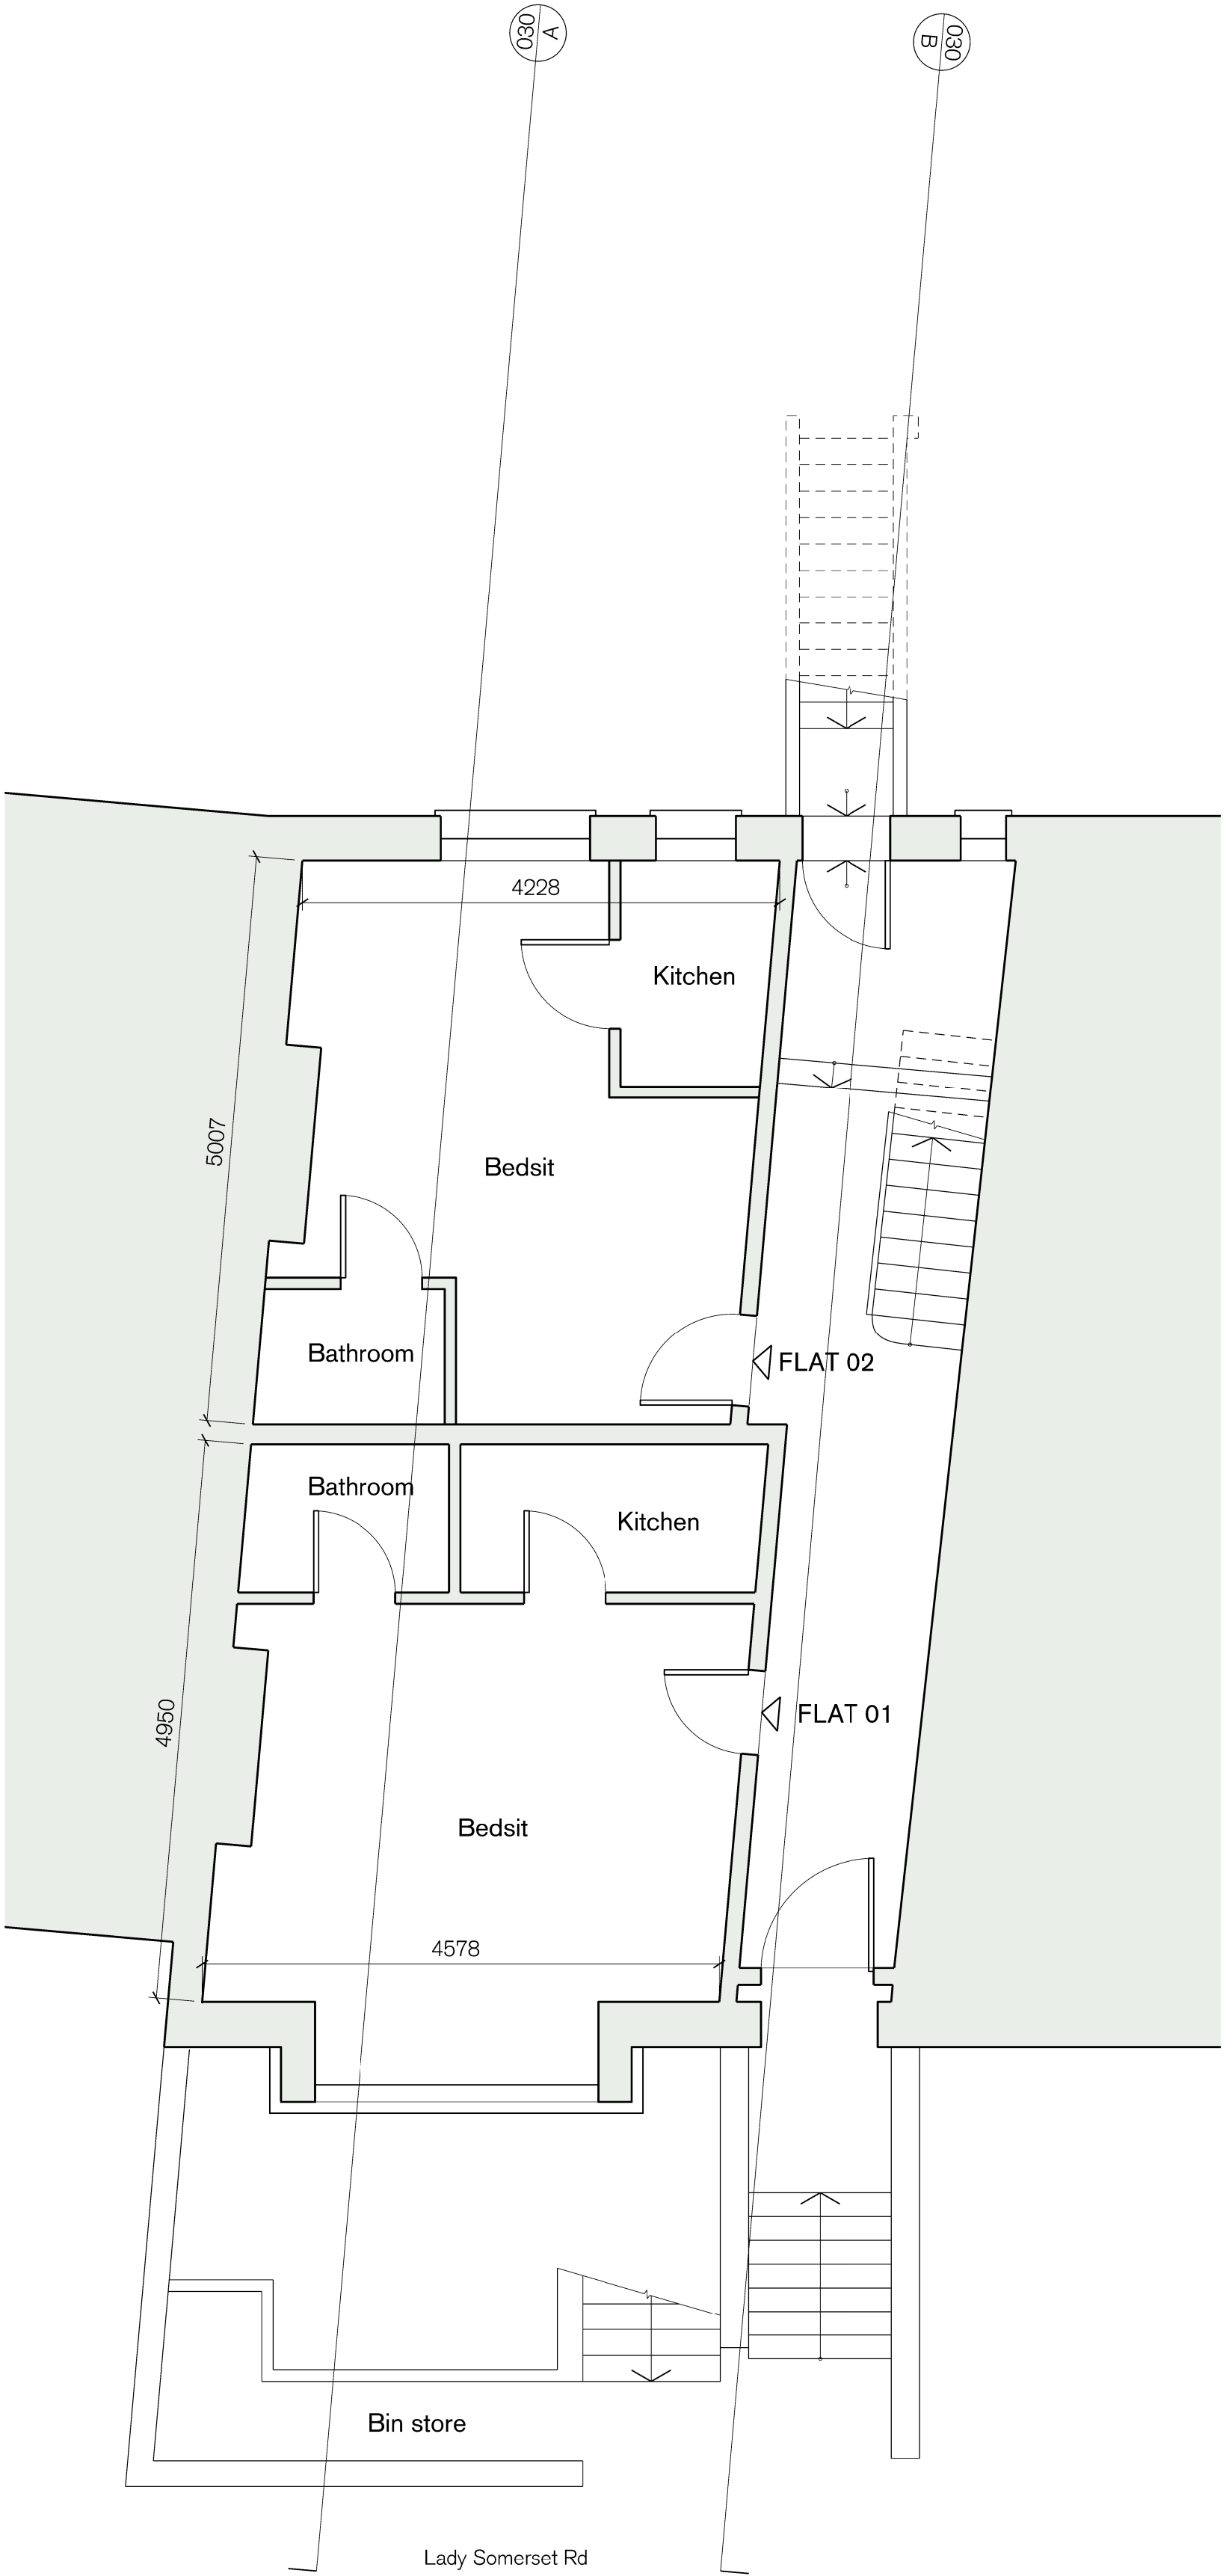 030
A
030
B
4228
Kitchen
5007
Bedsit
Bathroom
FLAT 02
Bathroom
Kitchen
4950
FLAT 01
Bedsit
4578
Bin store
Lady Somerset Rd